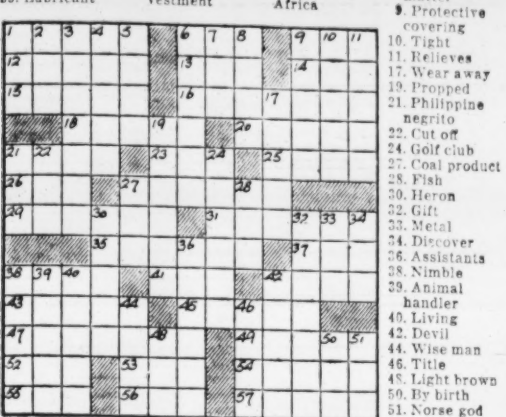 Lubricant Vestment Africa
1 2 3 4 5 6 7 8 9 10 11
12 13 14
15 16 17
18 19 20
21 22 23 24 25
26 27 28
29 30 31 32 33 34
35 36 37
38 39 40 41 42
43 44 45 46
47 48 49 50 51
52 53 54
55 56 57
9. Protective
covering
10. Tight
11. Relieves
17. Wear away
19. Propped
21. Philippine
negrito
22. Cut off
24. Golf club
27. Coal product
28. Fish
30. Heron
32. Gift
33. Metal
34. Discover
36. Assistants
38. Nimble
39. Animal
handler
40. Living
42. Devil
44. Wise man
46. Title
48. Light brown
50. By birth
51. Norse god